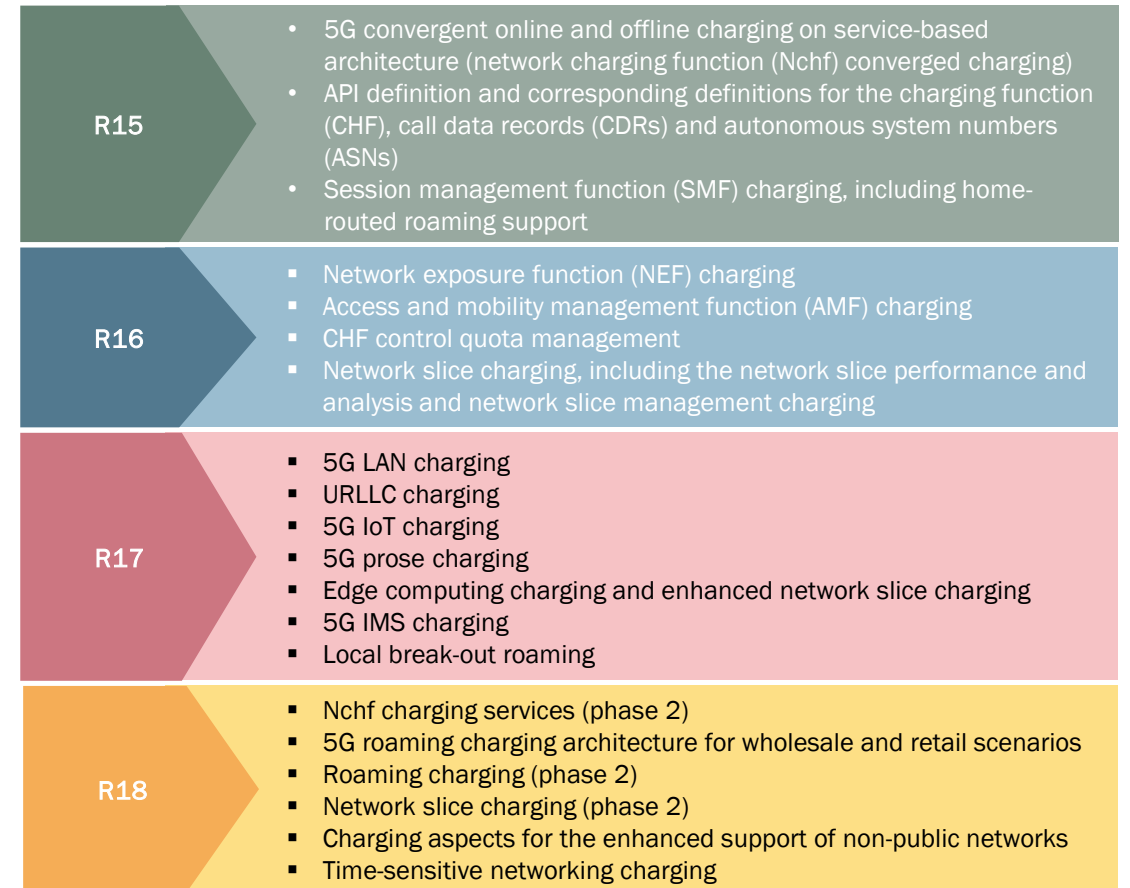 R15
• 5G convergent online and offline charging on service-based
architecture (network charging function (Nchf) converged charging)
• API definition and corresponding definitions for the charging function
(CHF), call data records (CDRs) and autonomous system numbers
(ASNs)
• Session management function (SMF) charging, including home-
routed roaming support
R16
▪ Network exposure function (NEF) charging
▪ Access and mobility management function (AMF) charging
▪ CHF control quota management
▪ Network slice charging, including the network slice performance and
analysis and network slice management charging
R17
▪ 5G LAN charging
▪ URLLC charging
▪ 5G IoT charging
▪ 5G prose charging
▪ Edge computing charging and enhanced network slice charging
▪ 5G IMS charging
▪ Local break-out roaming
R18
▪ Nchf charging services (phase 2)
▪ 5G roaming charging architecture for wholesale and retail scenarios
▪ Roaming charging (phase 2)
▪ Network slice charging (phase 2)
▪ Charging aspects for the enhanced support of non-public networks
▪ Time-sensitive networking charging